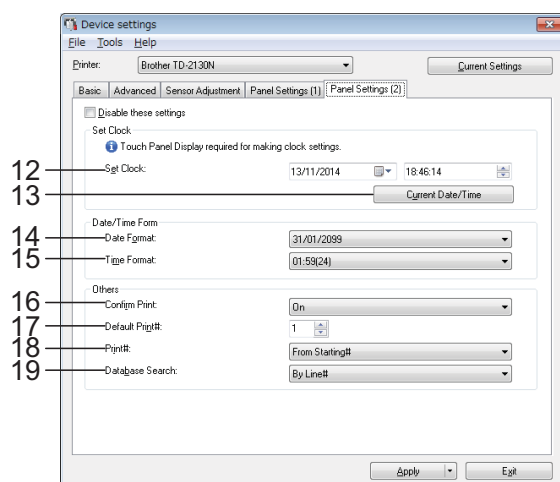 Device settings
File Tools Help
Printer: Brother TD-2130N Current Settings
Basic Advanced Sensor Adjustment Panel Settings (1) Panel Settings (2)
Disable these settings
Set Clock
Touch Panel Display required for making clock settings.
12 Set Clock: 13/11/2014 18:46:14
13 Current Date/Time
Date/Time Form
14 Date Format: 31/01/2099
15 Time Format: 01:59(24)
Others
16 Confirm Print: On
17 Default Print#: 1
18 Print#: From Starting#
19 Database Search: By Line#
Apply Exit